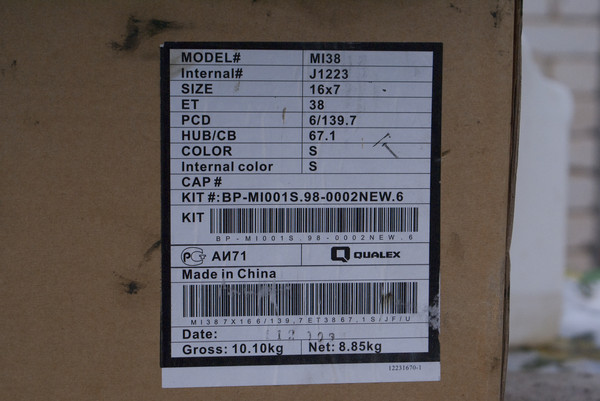 MODEL# MI38
Internal# J1223
SIZE 16x7
ET 38
PCD 6/139.7
HUB/CB 67.1
COLOR S
Internal color S
CAP #
KIT #:BP-MI001S.98-0002NEW.6
KIT
BP-MI001S.98-0002NEW.6
РСТ АИ71 QUALEX
Made in China
MI387X166/139,7ET3867.1S/JF/U
Date:
Gross: 10.10kg Net: 8.85kg
12231670-1